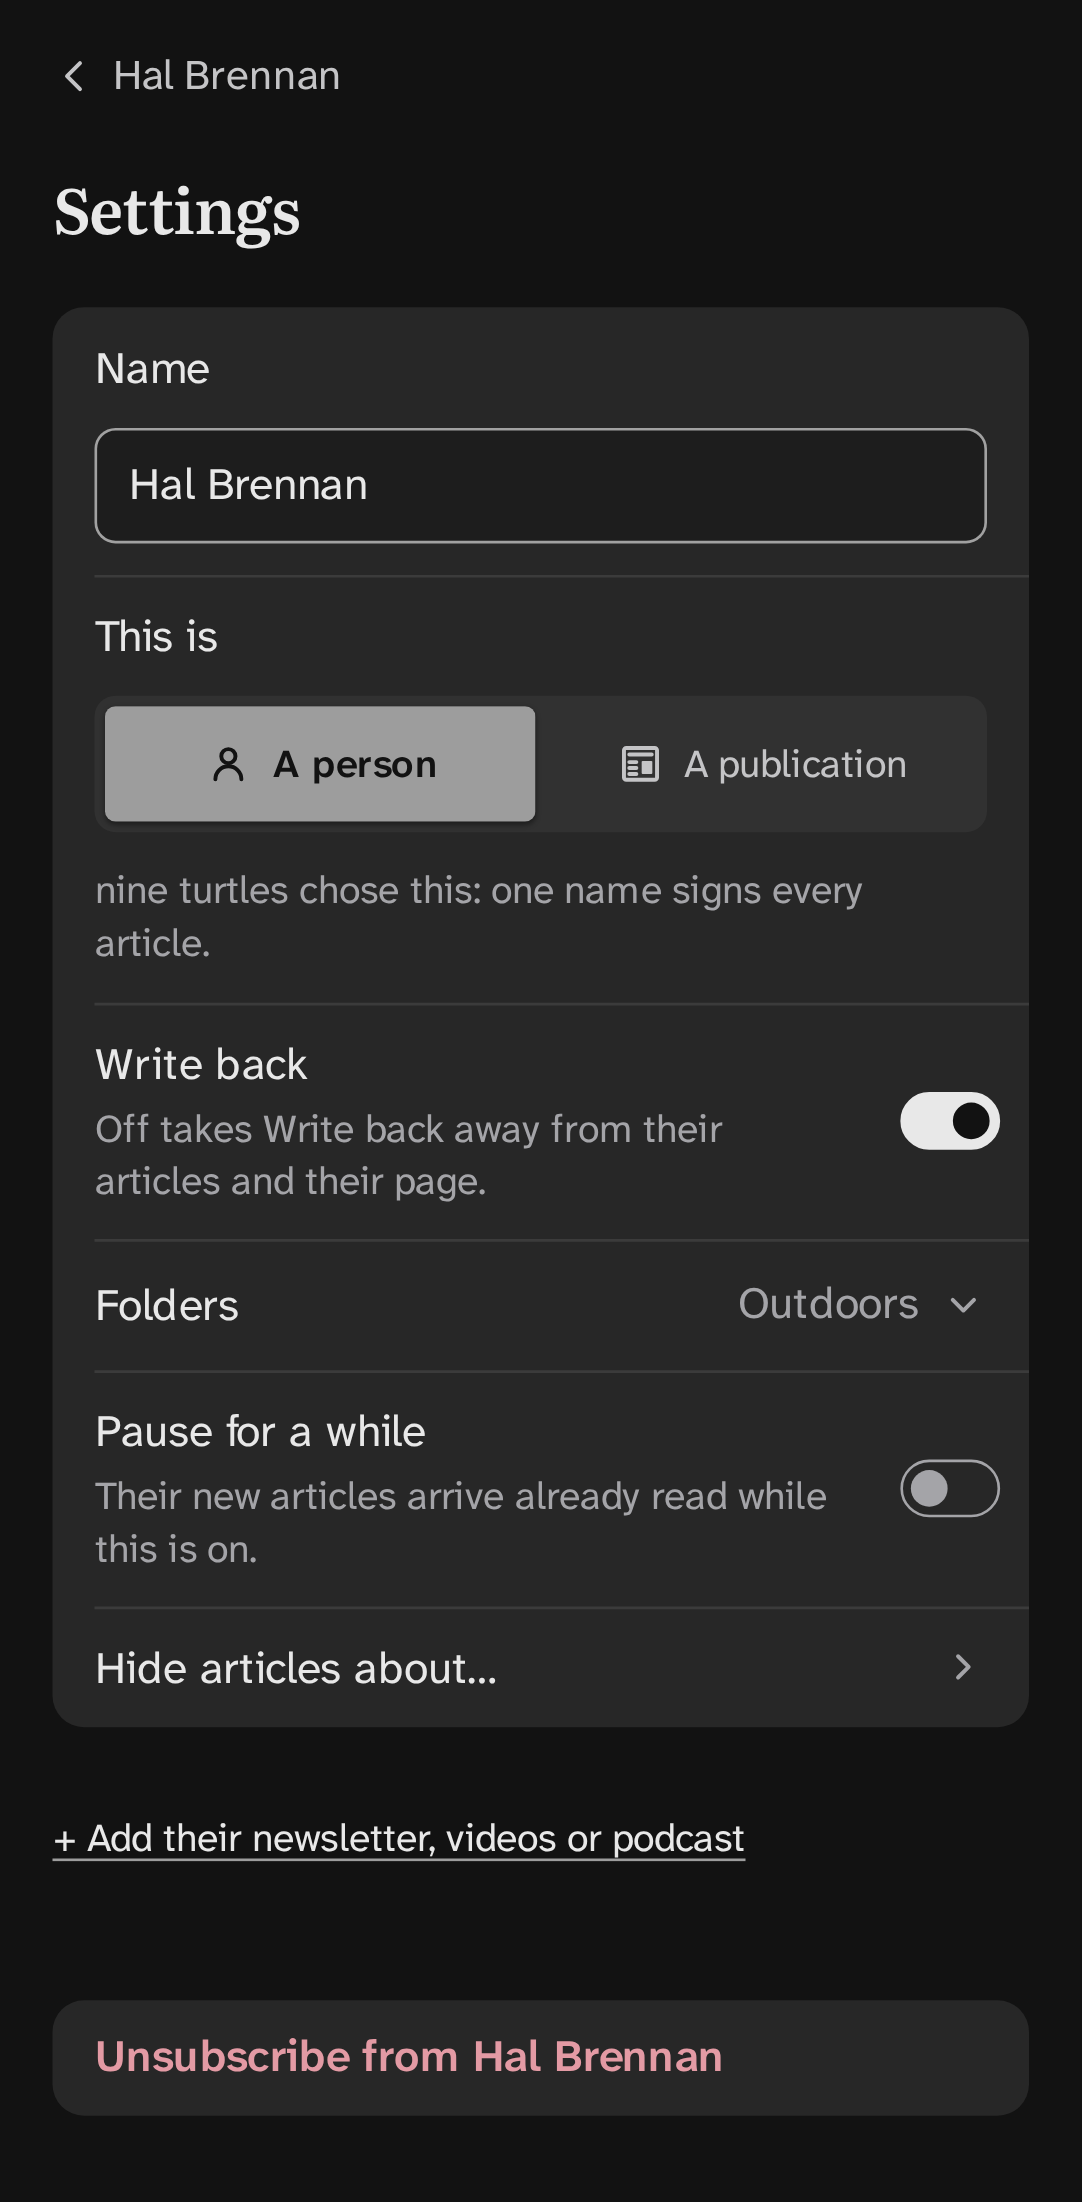 Hal Brennan
Settings
Name
Hal Brennan
This is
A person
A publication
nine turtles chose this: one name signs every
article.
Write back
Off takes Write back away from their
articles and their page.
Folders
Outdoors
Pause for a while
Their new articles arrive already read while
this is on.
Hide articles about...
+ Add their newsletter, videos or podcast
Unsubscribe from Hal Brennan